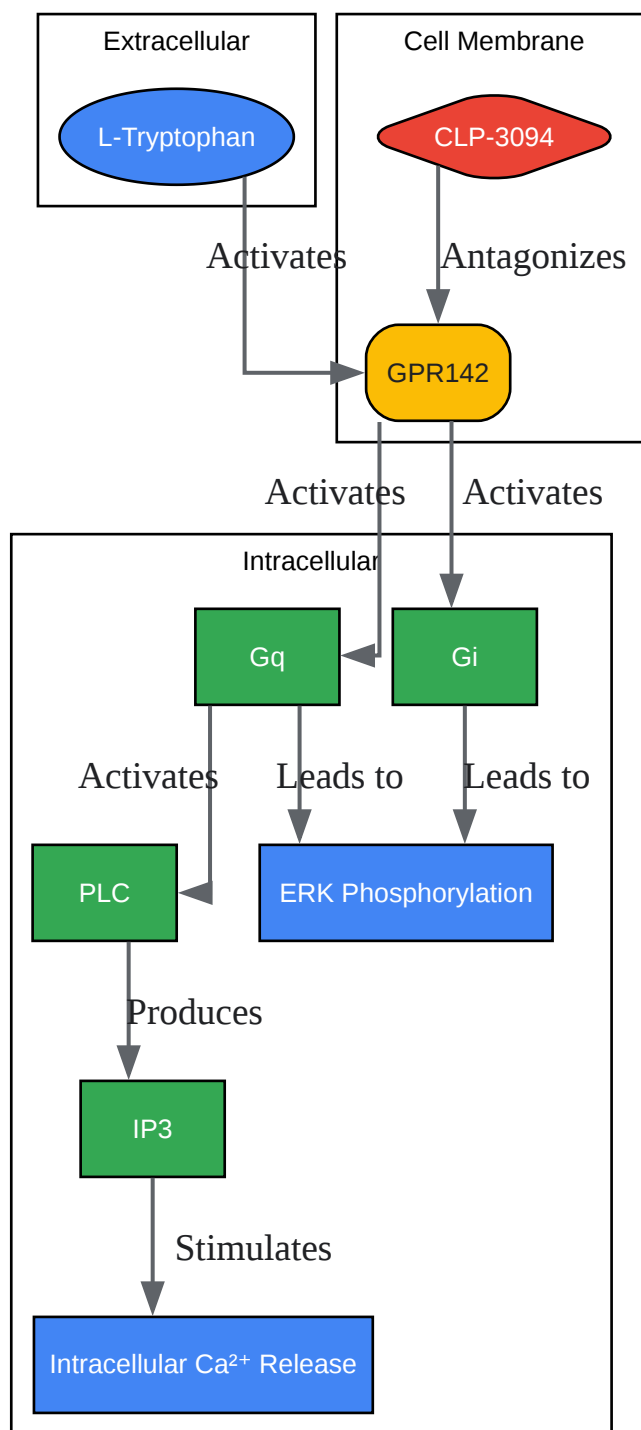 Extracellular
Cell Membrane
L-Tryptophan
CLP-3094
Activates
Antagonizes
GPR142
Activates
Activates
Intracellular
Gq
Gi
Activates
Leads to
Leads to
PLC
ERK Phosphorylation
Produces
IP3
Stimulates
Intracellular Ca²⁺ Release